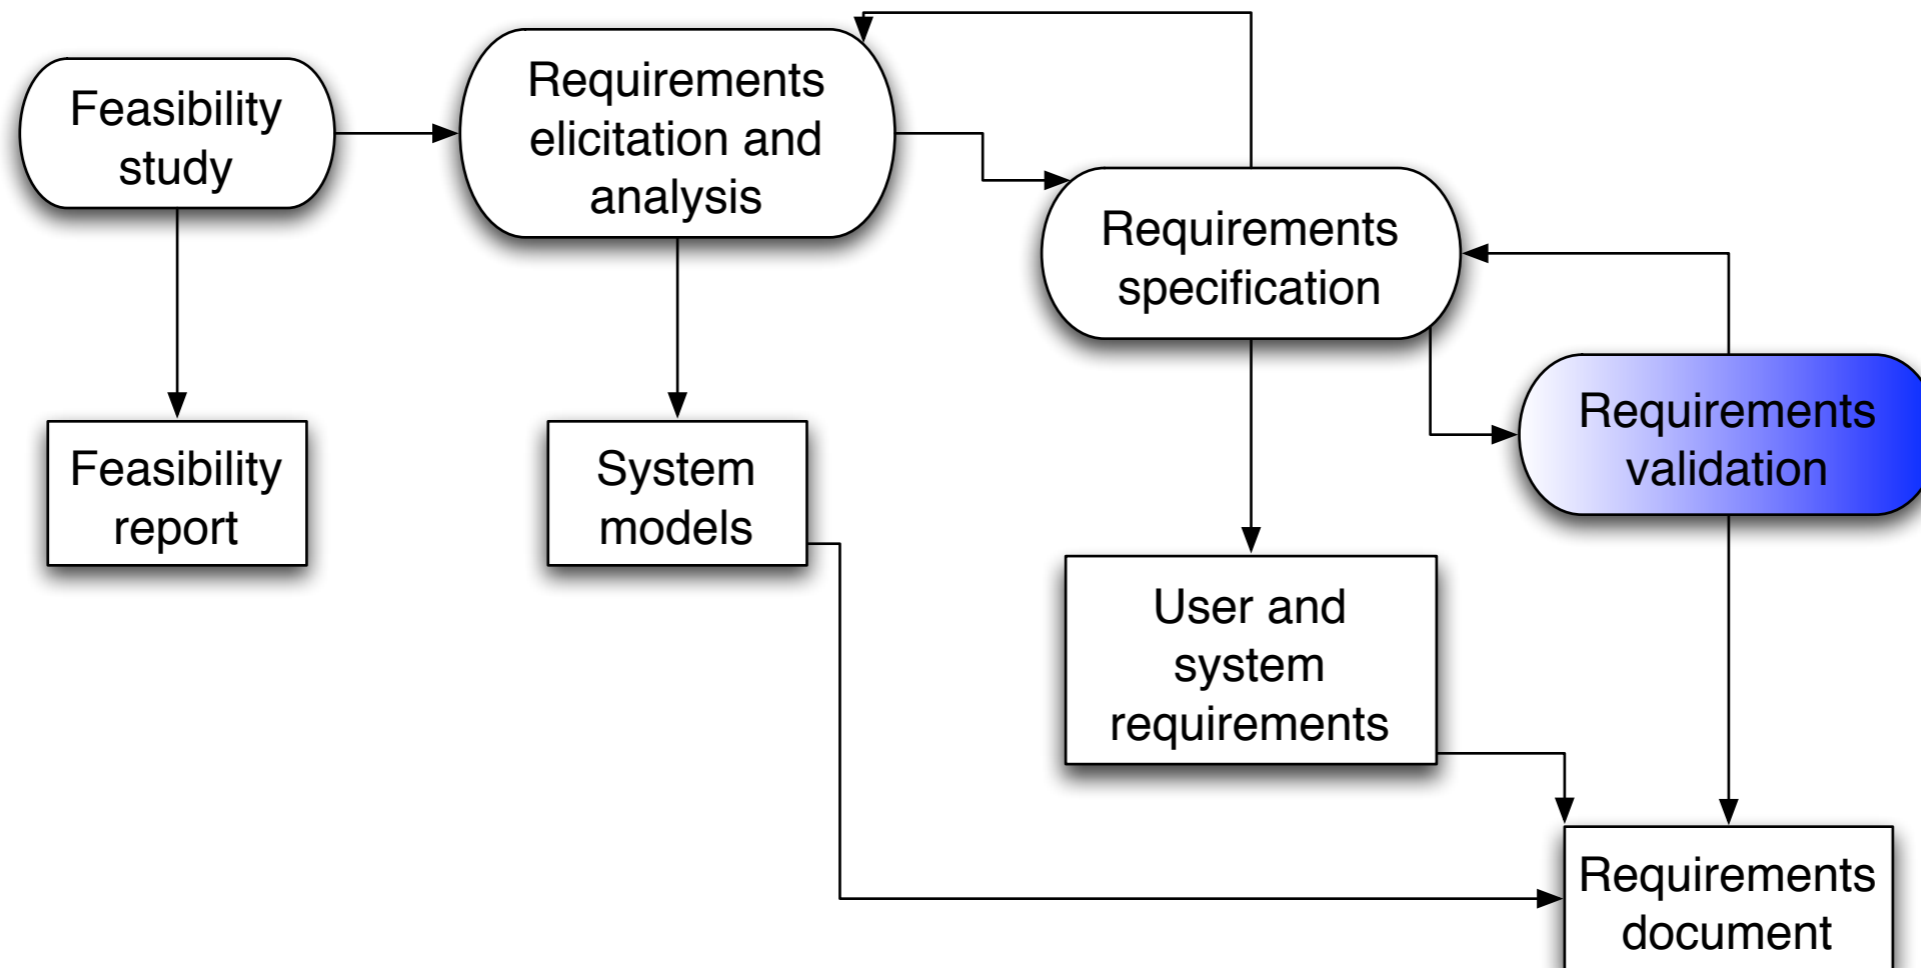 Feasibility
study
Requirements
elicitation and
analysis
Requirements
specification
Requirements
validation
Feasibility
report
System
models
User and
system
requirements
Requirements
document